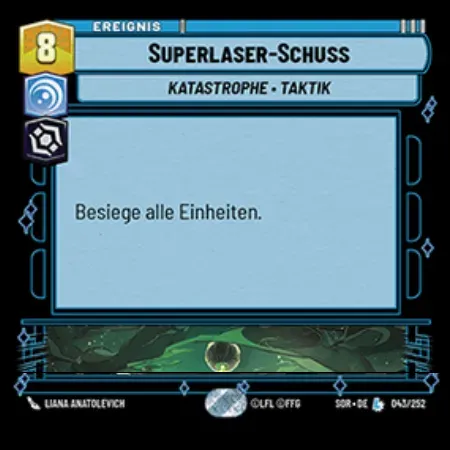 EREIGNIS
8
SUPERLASER-SCHUSS
KATASTROPHE • TAKTIK
Besiege alle Einheiten.
LIANA ANATOLEVICH
©LFL ©FFG
SOR • DE
043/252